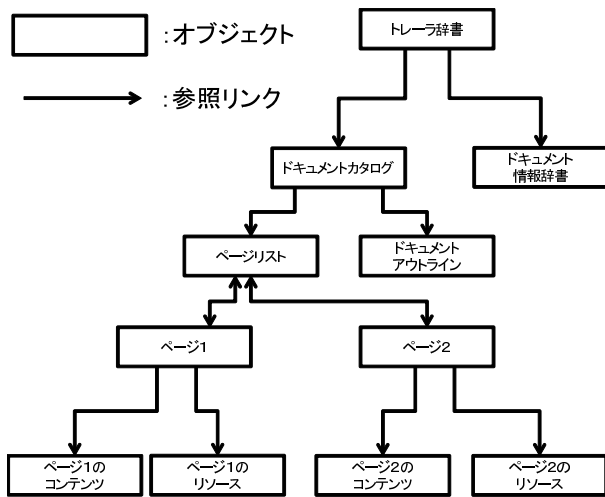 :オブジェクト
:参照リンク
トレーラ辞書
ドキュメントカタログ
ドキュメント
情報辞書
ページリスト
ドキュメント
アウトライン
ページ1
ページ2
ページ1の
コンテンツ
ページ1の
リソース
ページ2の
コンテンツ
ページ2の
リソース